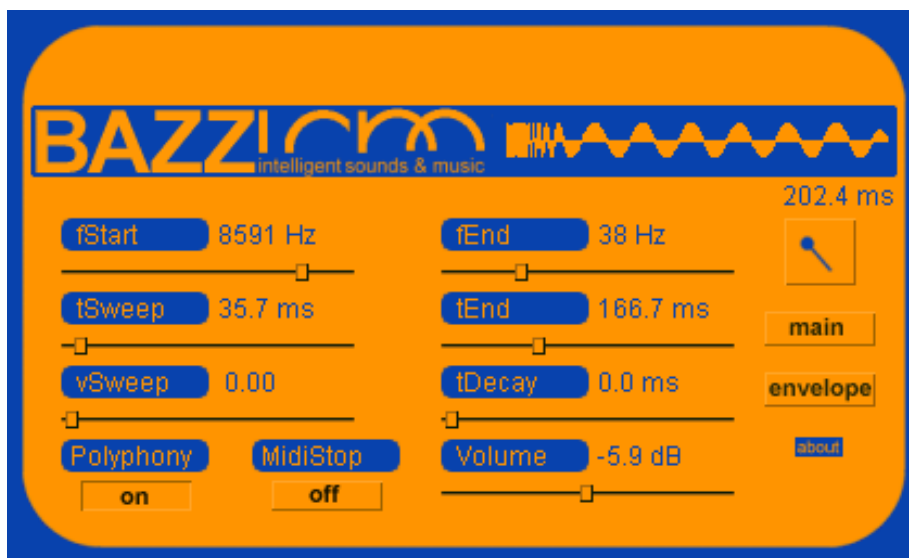 BAZZ!ism
intelligent sounds & music
202.4 ms
fStart 8591 Hz fEnd 38 Hz
tSweep 35.7 ms tEnd 166.7 ms
main
vSweep 0.00 tDecay 0.0 ms
envelope
Polyphony MidiStop Volume -5.9 dB
about
on off